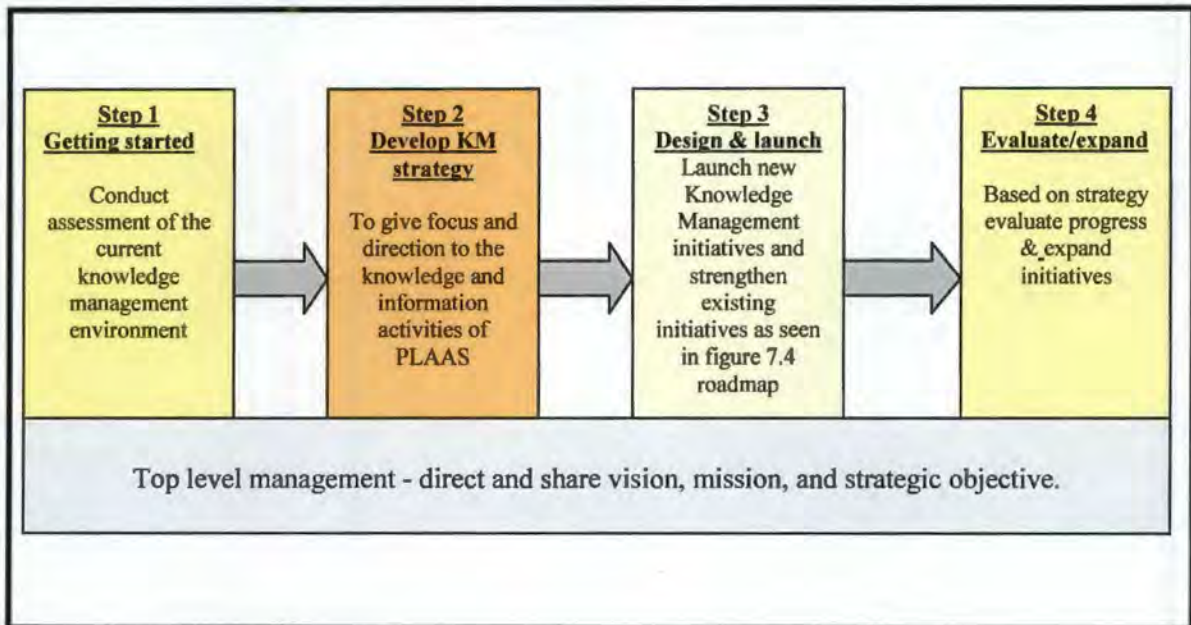 Step 1
Getting started
Conduct
assessment of the
current
knowledge
management
environment
Step 2
Develop KM
strategy
To give focus and
direction to the
knowledge and
information
activities of
PLAAS
Step 3
Design & launch
Launch new
Knowledge
Management
initiatives and
strengthen
existing
initiatives as seen
in figure 7.4
roadmap
Step 4
Evaluate/expand
Based on strategy
evaluate progress
& expand
initiatives
Top level management - direct and share vision, mission, and strategic objective.